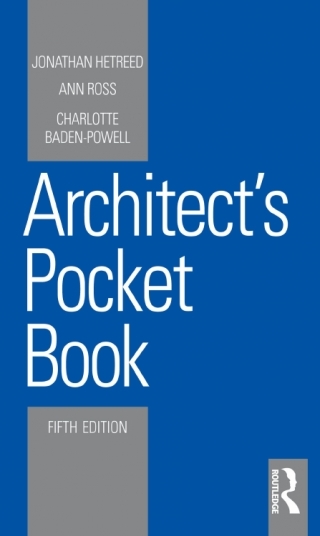 JONATHAN HETREED
ANN ROSS
CHARLOTTE
BADEN-POWELL
Architect's
Pocket
Book
FIFTH EDITION
ROUTLEDGE